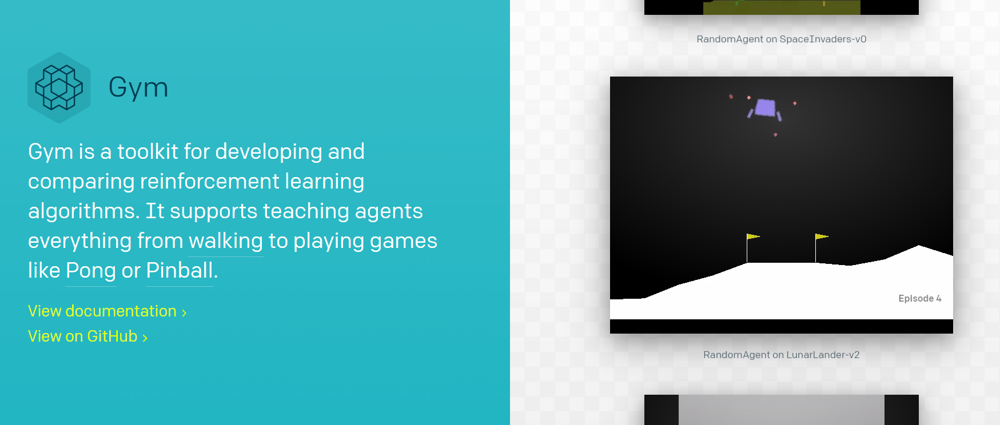 Gym
Gym is a toolkit for developing and
comparing reinforcement learning
algorithms. It supports teaching agents
everything from walking to playing games
like Pong or Pinball.
View documentation ›
View on GitHub ›
RandomAgent on SpaceInvaders-v0
Episode 4
RandomAgent on LunarLander-v2